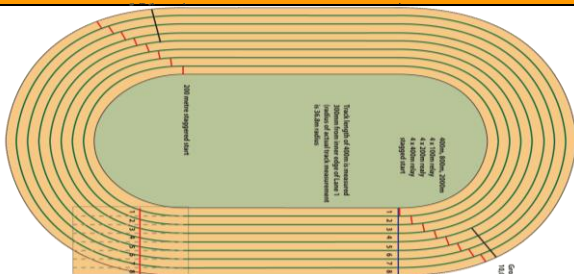 200 metre staggered start
Track length of 400m is measured
300mm from inner edge of Lane 1
(radius of actual track measurement
is 36.8m radius)
400m, 800m, 2000m
4 x 100m relay
4 x 200m relay
4 x 400m relay
stagged start
1
2
3
4
5
6
7
8
1
2
3
4
5
6
7
8